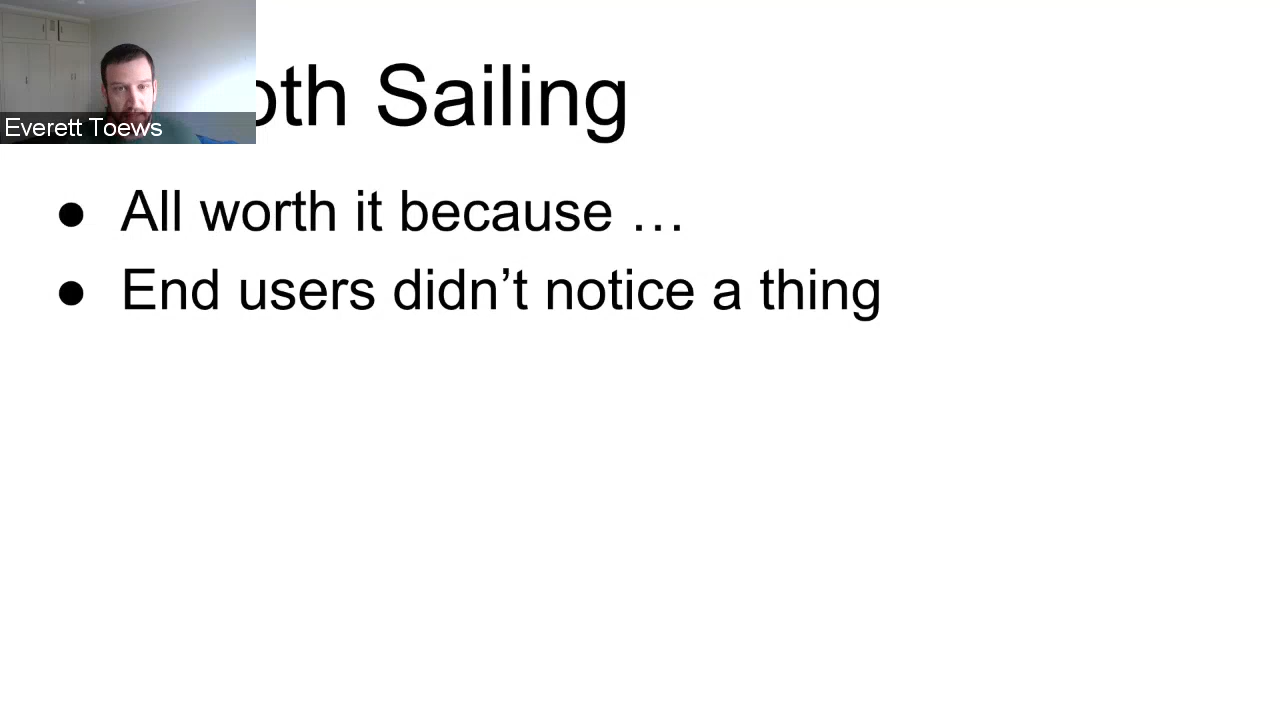 oth Sailing
Everett Toews
● All worth it because …
● End users didn’t notice a thing